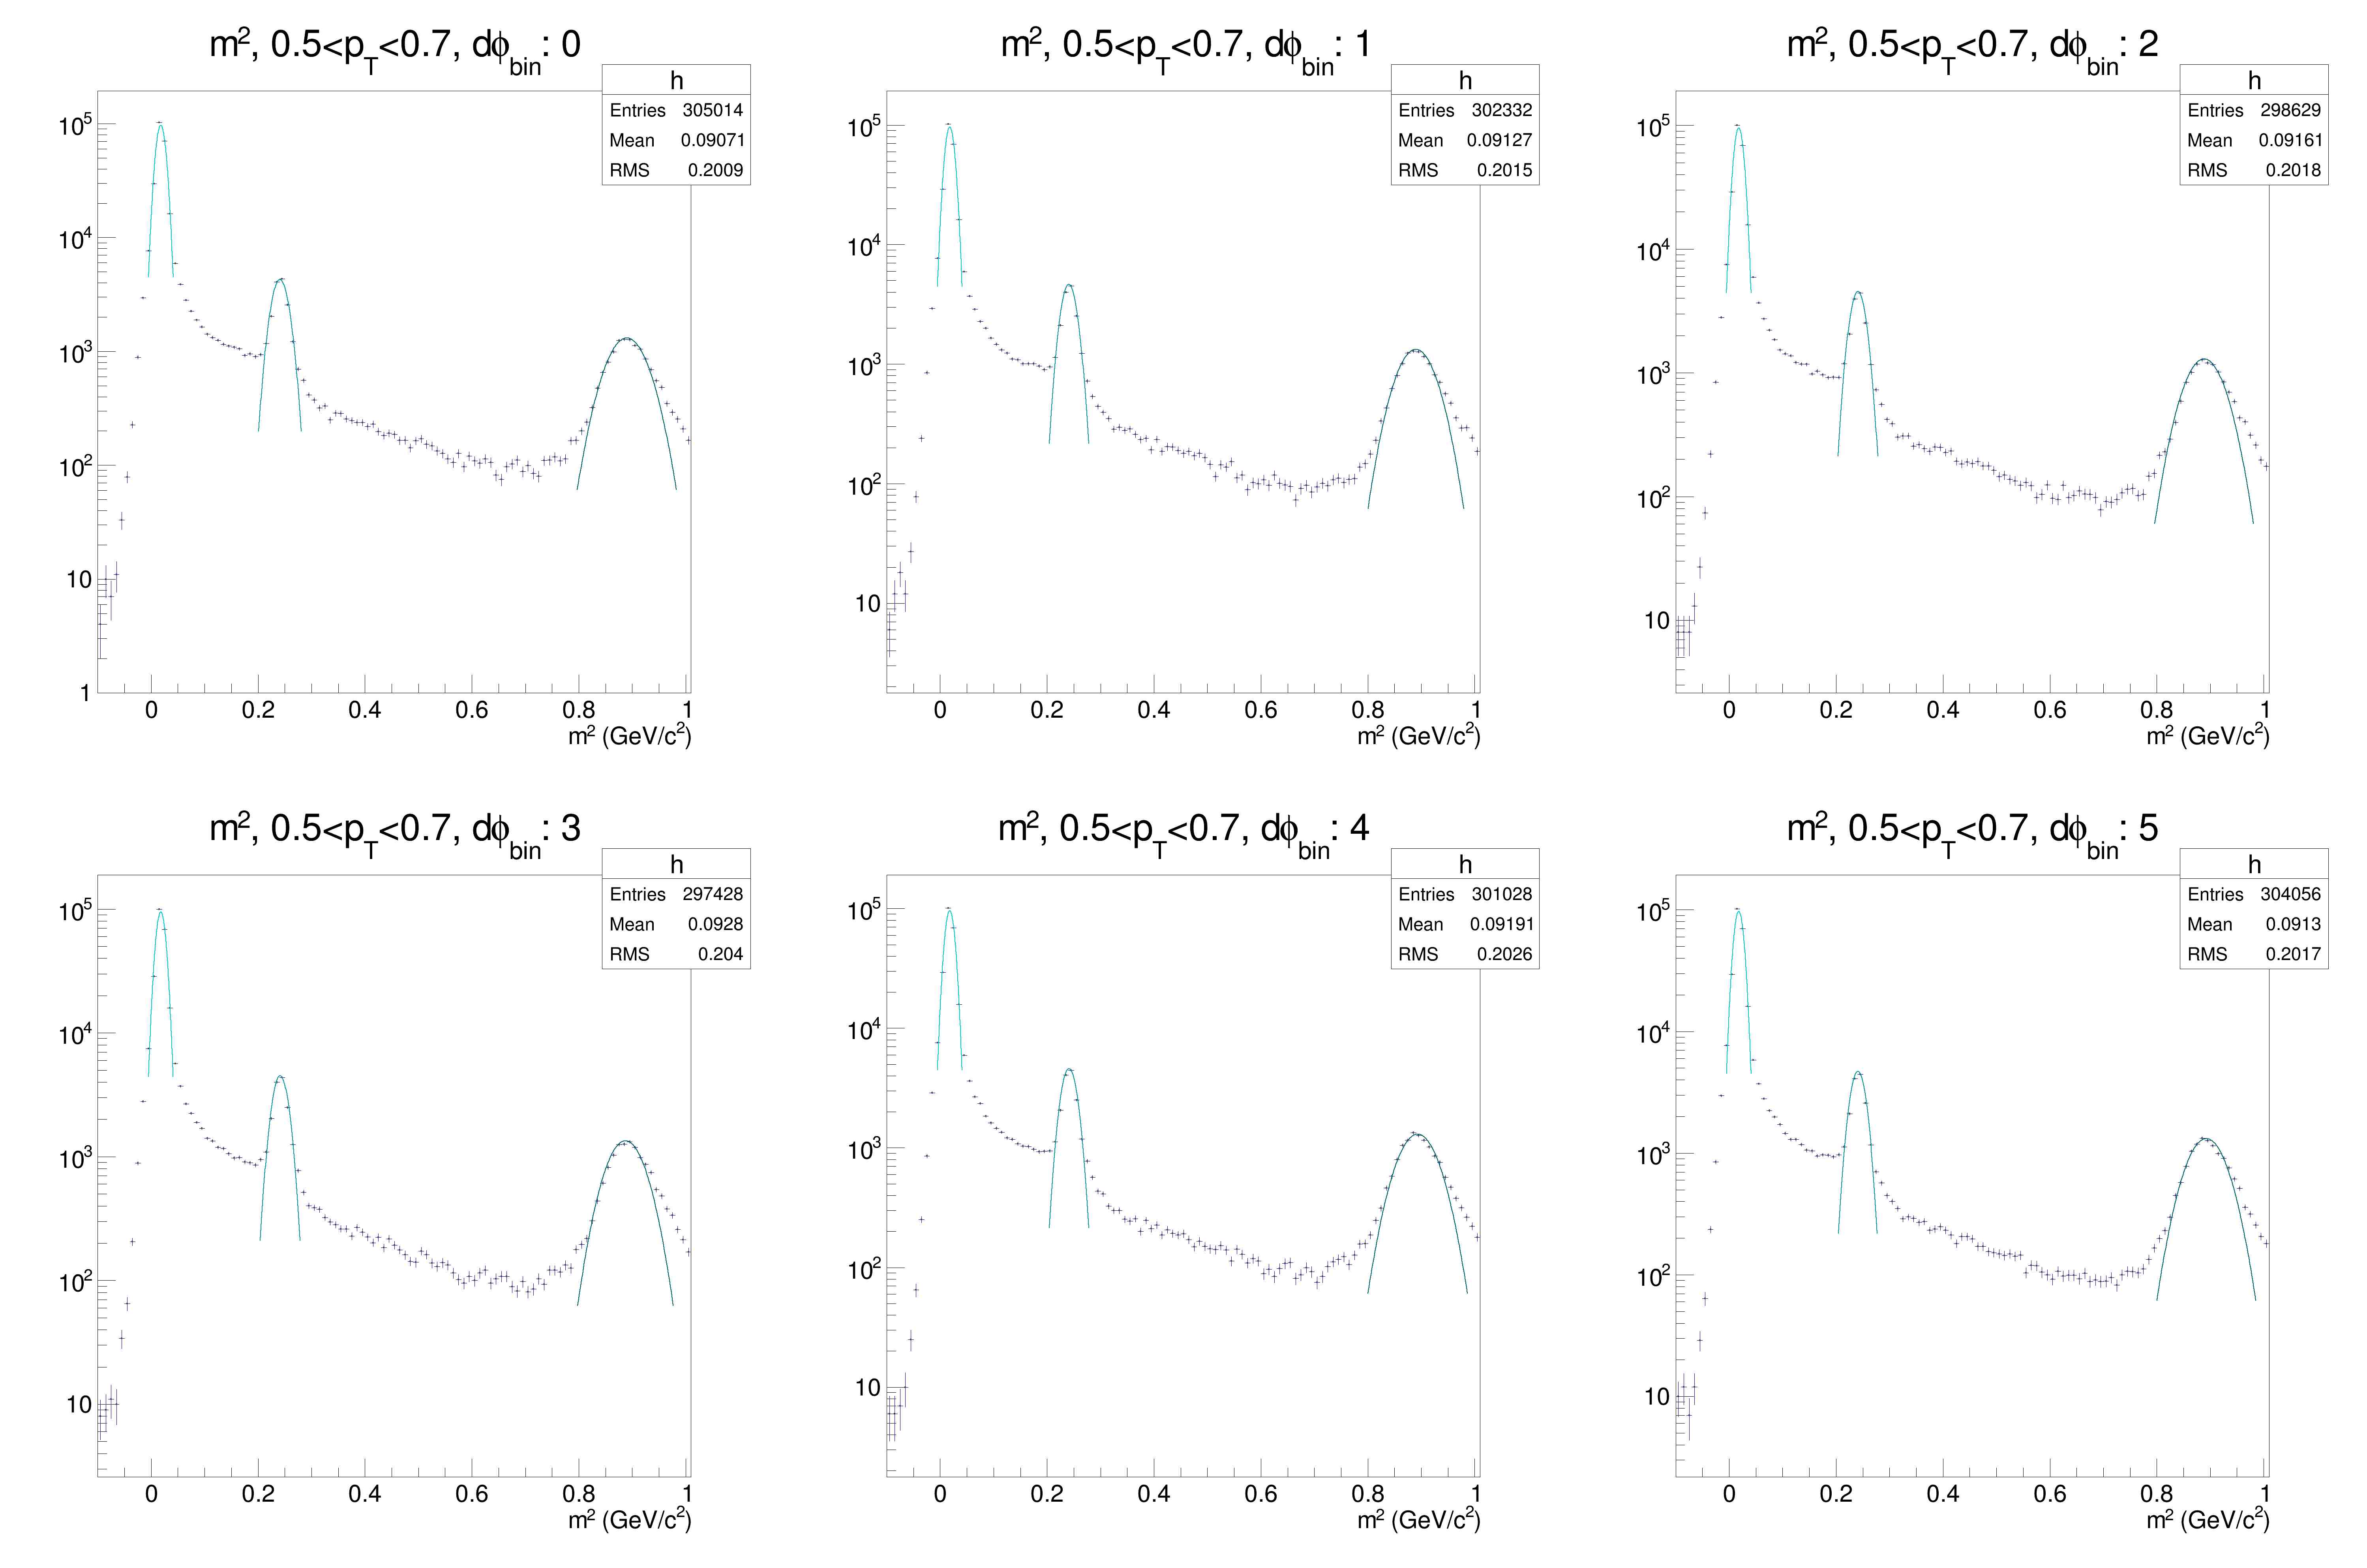 m², 0.5<p_T<0.7, dϕ_bin: 0
h
Entries 305014
Mean 0.09071
RMS 0.2009
10⁵
10⁴
10³
10²
10
1
0 0.2 0.4 0.6 0.8 1
m² (GeV/c²)
m², 0.5<p_T<0.7, dϕ_bin: 1
h
Entries 302332
Mean 0.09127
RMS 0.2015
10⁵
10⁴
10³
10²
10
0 0.2 0.4 0.6 0.8 1
m² (GeV/c²)
m², 0.5<p_T<0.7, dϕ_bin: 2
h
Entries 298629
Mean 0.09161
RMS 0.2018
10⁵
10⁴
10³
10²
10
0 0.2 0.4 0.6 0.8 1
m² (GeV/c²)
m², 0.5<p_T<0.7, dϕ_bin: 3
h
Entries 297428
Mean 0.0928
RMS 0.204
10⁵
10⁴
10³
10²
10
0 0.2 0.4 0.6 0.8 1
m² (GeV/c²)
m², 0.5<p_T<0.7, dϕ_bin: 4
h
Entries 301028
Mean 0.09191
RMS 0.2026
10⁵
10⁴
10³
10²
10
0 0.2 0.4 0.6 0.8 1
m² (GeV/c²)
m², 0.5<p_T<0.7, dϕ_bin: 5
h
Entries 304056
Mean 0.0913
RMS 0.2017
10⁵
10⁴
10³
10²
10
0 0.2 0.4 0.6 0.8 1
m² (GeV/c²)